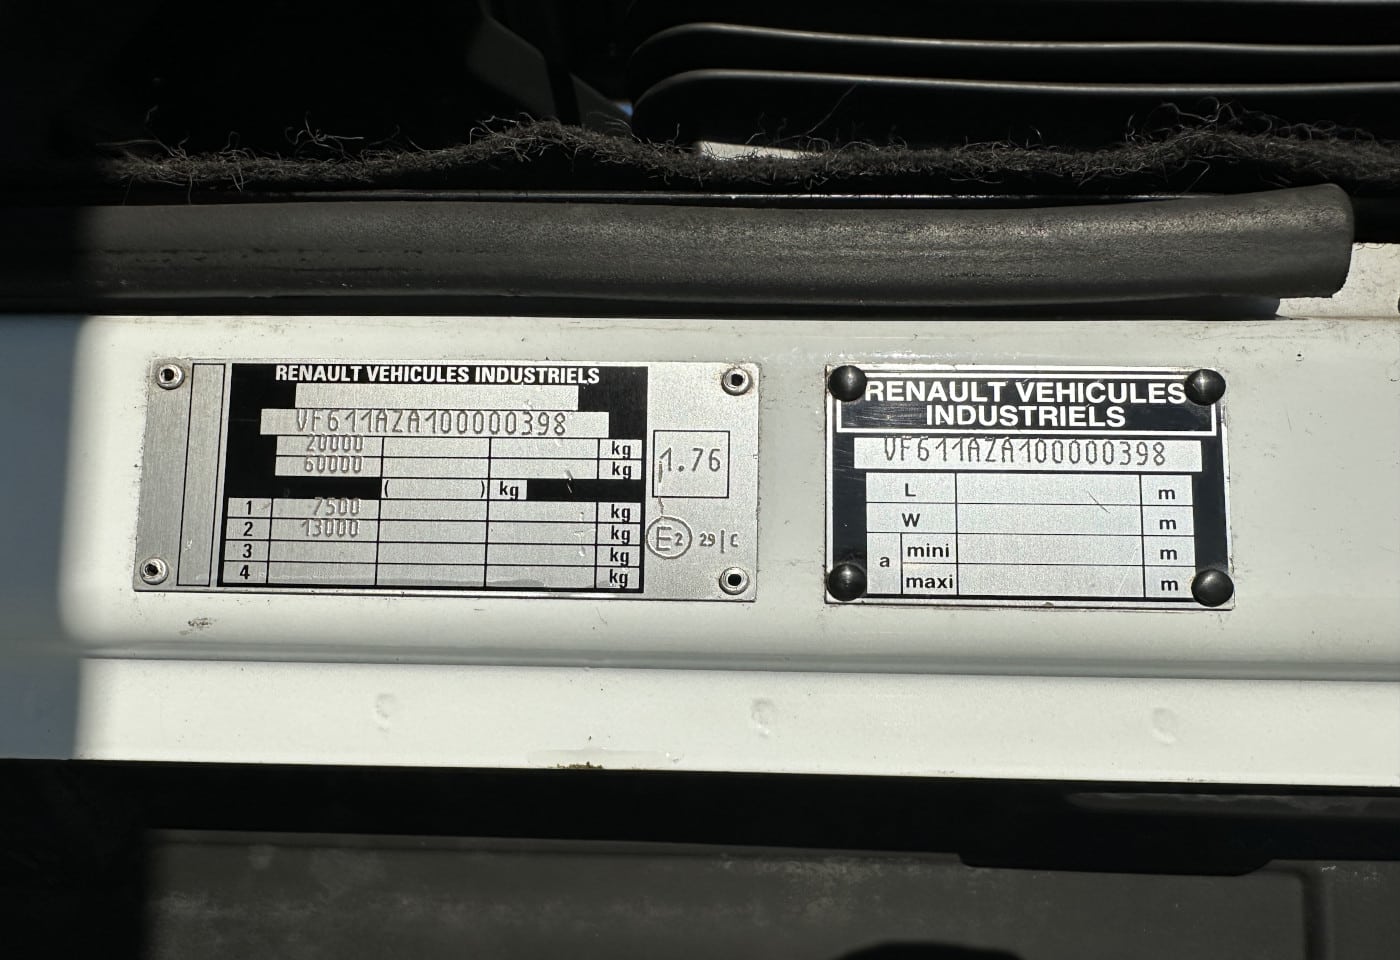 RENAULT VEHICULES INDUSTRIELS
VF611AZA100000398
20000 kg
60000 kg
( ) kg
1 7500 kg
2 13000 kg
3 kg
4 kg
1.76
E2 29|C
RENAULT VEHICULES
INDUSTRIELS
VF611AZA100000398
L m
W m
a mini m
maxi m